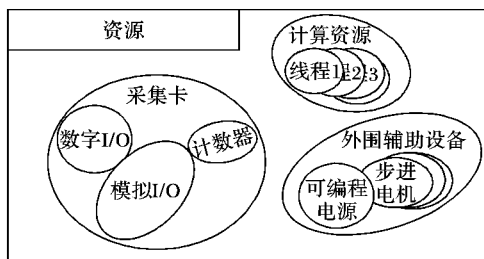 资源
计算资源
线程1
程2
程3
采集卡
数字I/O
计数器
模拟I/O
外围辅助设备
步进
电机
可编程
电源